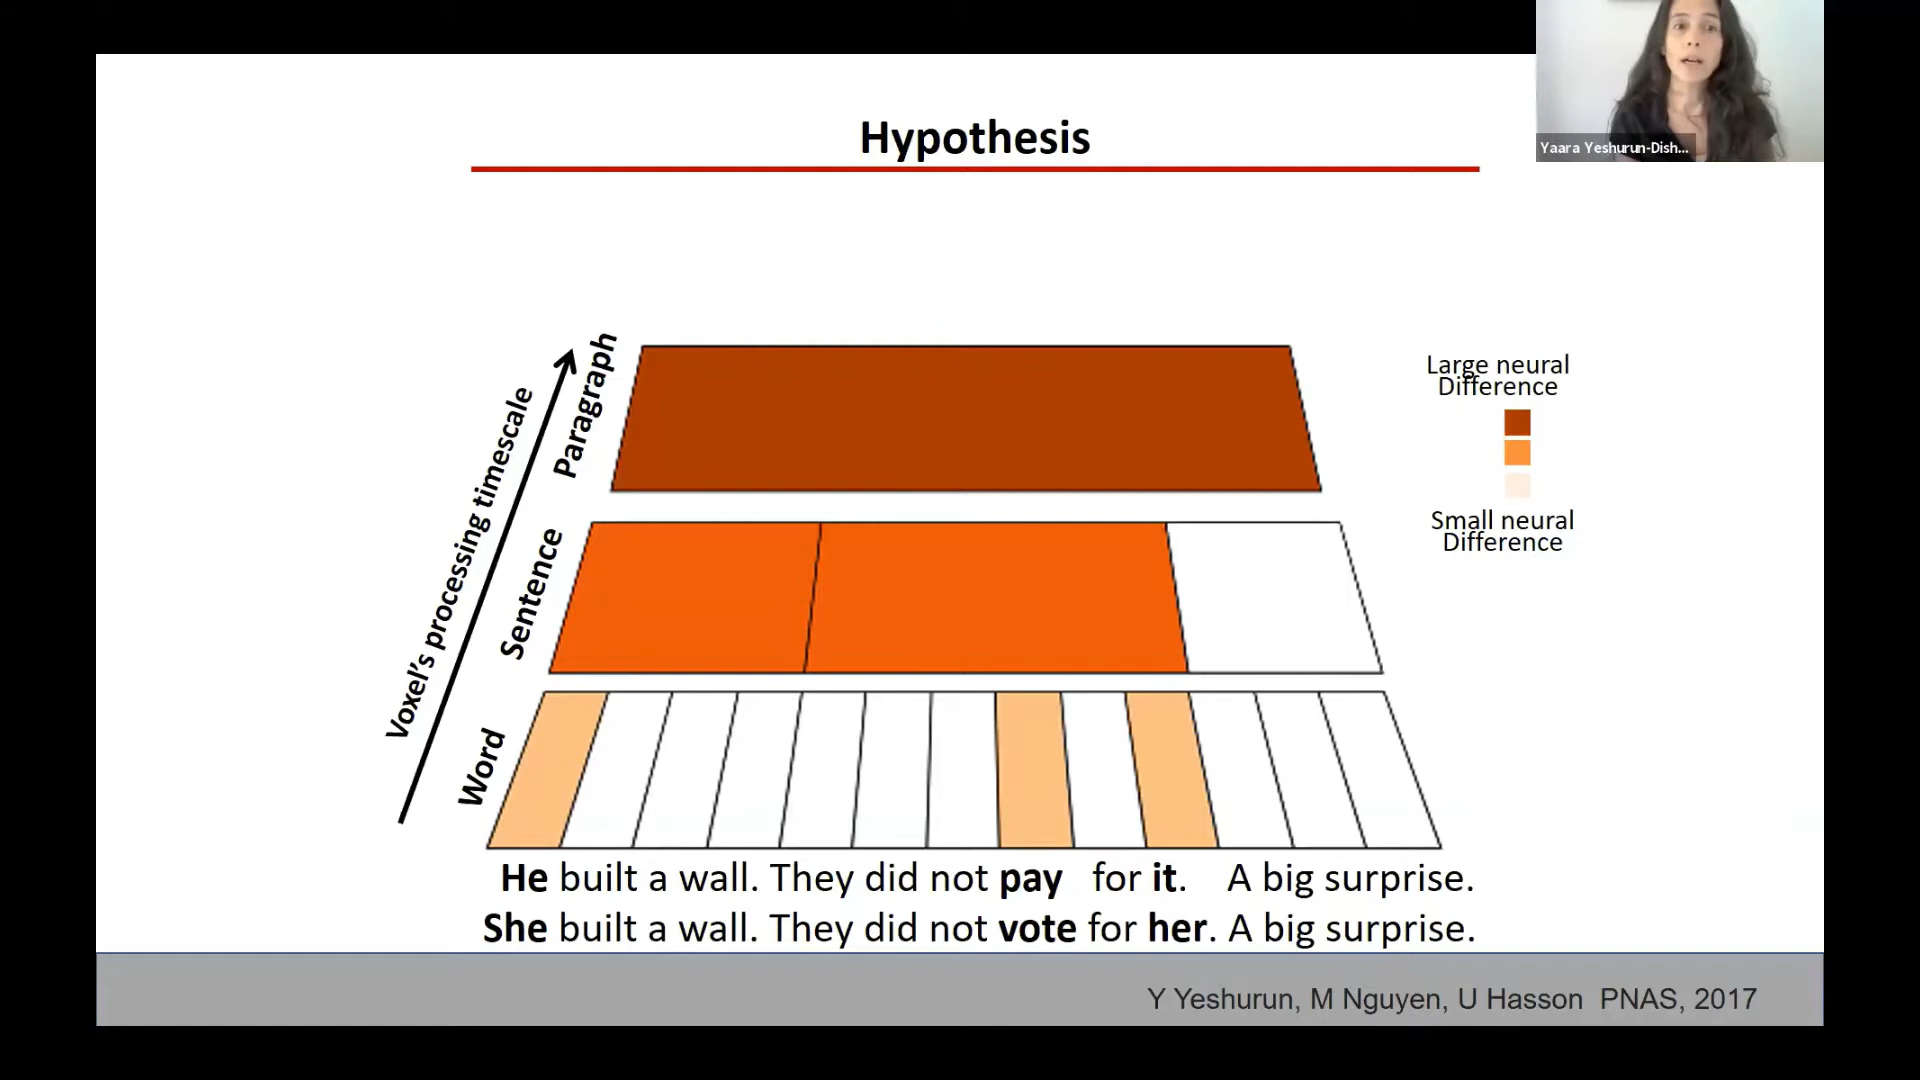 Yaara Yeshurun-Dish...
Hypothesis
Voxel's processing timescale
Paragraph
Sentence
Word
Large neural
Difference
Small neural
Difference
He built a wall. They did not pay for it. A big surprise.
She built a wall. They did not vote for her. A big surprise.
Y Yeshurun, M Nguyen, U Hasson PNAS, 2017